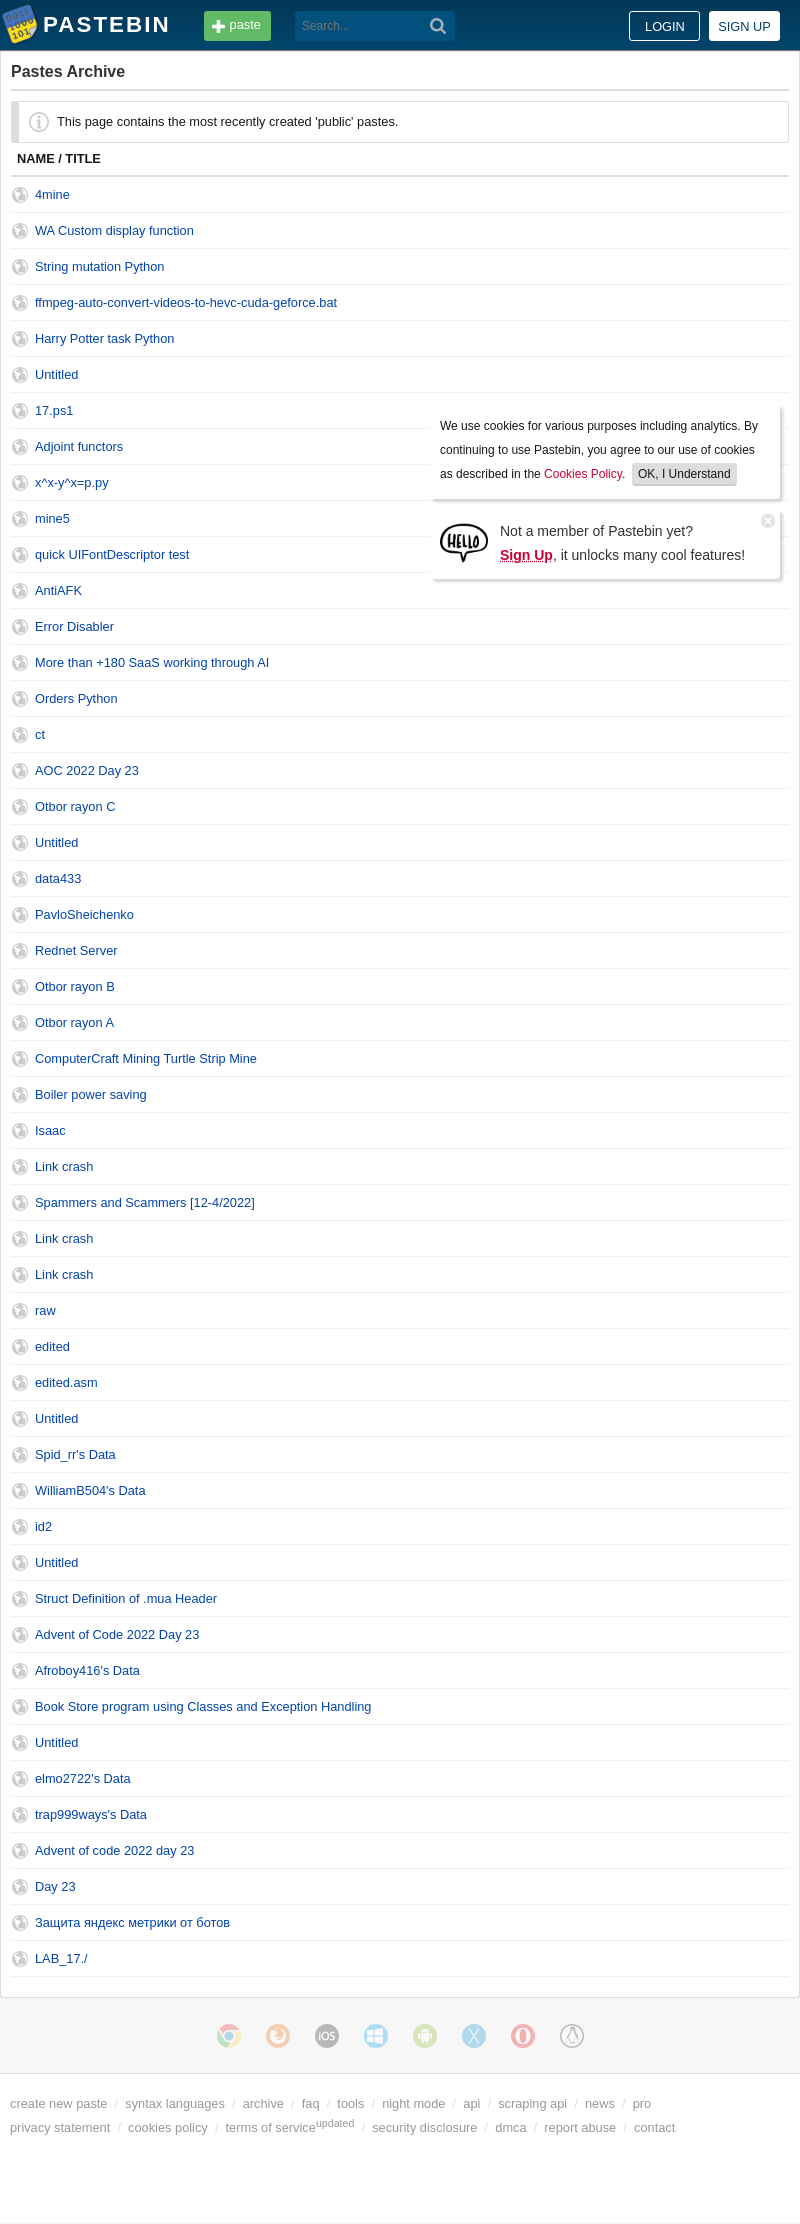 PASTEBIN paste Search... LOGIN SIGN UP
Pastes Archive
This page contains the most recently created 'public' pastes.
NAME / TITLE
4mine
WA Custom display function
String mutation Python
ffmpeg-auto-convert-videos-to-hevc-cuda-geforce.bat
Harry Potter task Python
Untitled
17.ps1
Adjoint functors
x^x-y^x=p.py
mine5
quick UIFontDescriptor test
We use cookies for various purposes including analytics. By
continuing to use Pastebin, you agree to our use of cookies
as described in the Cookies Policy. OK, I Understand
HELLO
Not a member of Pastebin yet?
Sign Up, it unlocks many cool features!
AntiAFK
Error Disabler
More than +180 SaaS working through AI
Orders Python
ct
AOC 2022 Day 23
Otbor rayon C
Untitled
data433
PavloSheichenko
Rednet Server
Otbor rayon B
Otbor rayon A
ComputerCraft Mining Turtle Strip Mine
Boiler power saving
Isaac
Link crash
Spammers and Scammers [12-4/2022]
Link crash
Link crash
raw
edited
edited.asm
Untitled
Spid_rr's Data
WilliamB504's Data
id2
Untitled
Struct Definition of .mua Header
Advent of Code 2022 Day 23
Afroboy416's Data
Book Store program using Classes and Exception Handling
Untitled
elmo2722's Data
trap999ways's Data
Advent of code 2022 day 23
Day 23
Защита яндекс метрики от ботов
LAB_17./
iOS
create new paste / syntax languages / archive / faq / tools / night mode / api / scraping api / news / pro
privacy statement / cookies policy / terms of service updated / security disclosure / dmca / report abuse / contact